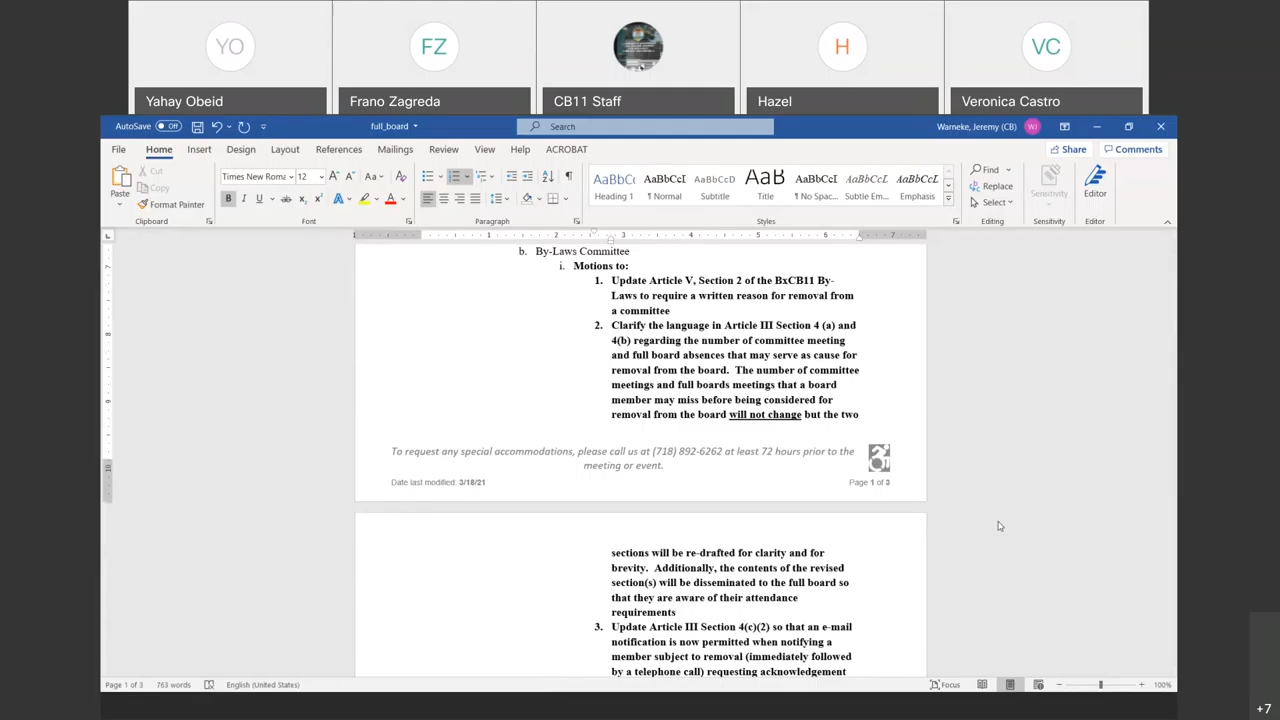 YO
FZ
H
VC
Yahay Obeid
Frano Zagreda
CB11 Staff
Hazel
Veronica Castro
AutoSave Off
full_board
Search
Warneke, Jeremy (CB)
WJ
File Home Insert Design Layout References Mailings Review View Help ACROBAT
Share
Comments
Paste
Cut
Copy
Format Painter
Clipboard
Times New Roma
12
Font
Paragraph
AaBbCc
Heading 1
AaBbCcI
¶ Normal
AaBbCcD
Subtitle
AaB
Title
AaBbCcI
¶ No Spac...
AaBbCcL
Subtle Em...
AaBbCcL
Emphasis
Styles
Find
Replace
Select
Editing
Sensitivity
Sensitivity
Editor
Editor
b. By-Laws Committee
i. Motions to:
1. Update Article V, Section 2 of the BxCB11 By-
Laws to require a written reason for removal from
a committee
2. Clarify the language in Article III Section 4 (a) and
4(b) regarding the number of committee meeting
and full board absences that may serve as cause for
removal from the board. The number of committee
meetings and full boards meetings that a board
member may miss before being considered for
removal from the board will not change but the two
To request any special accommodations, please call us at (718) 892-6262 at least 72 hours prior to the
meeting or event.
Date last modified: 3/18/21
Page 1 of 3
sections will be re-drafted for clarity and for
brevity. Additionally, the contents of the revised
section(s) will be disseminated to the full board so
that they are aware of their attendance
requirements
3. Update Article III Section 4(c)(2) so that an e-mail
notification is now permitted when notifying a
member subject to removal (immediately followed
by a telephone call) requesting acknowledgement
Page 1 of 3 763 words English (United States)
Focus
100%
+7